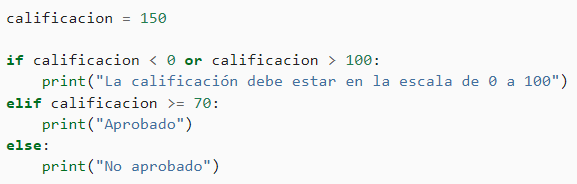 calificacion = 150
if calificacion < 0 or calificacion > 100:
print("La calificación debe estar en la escala de 0 a 100")
elif calificacion >= 70:
print("Aprobado")
else:
print("No aprobado")